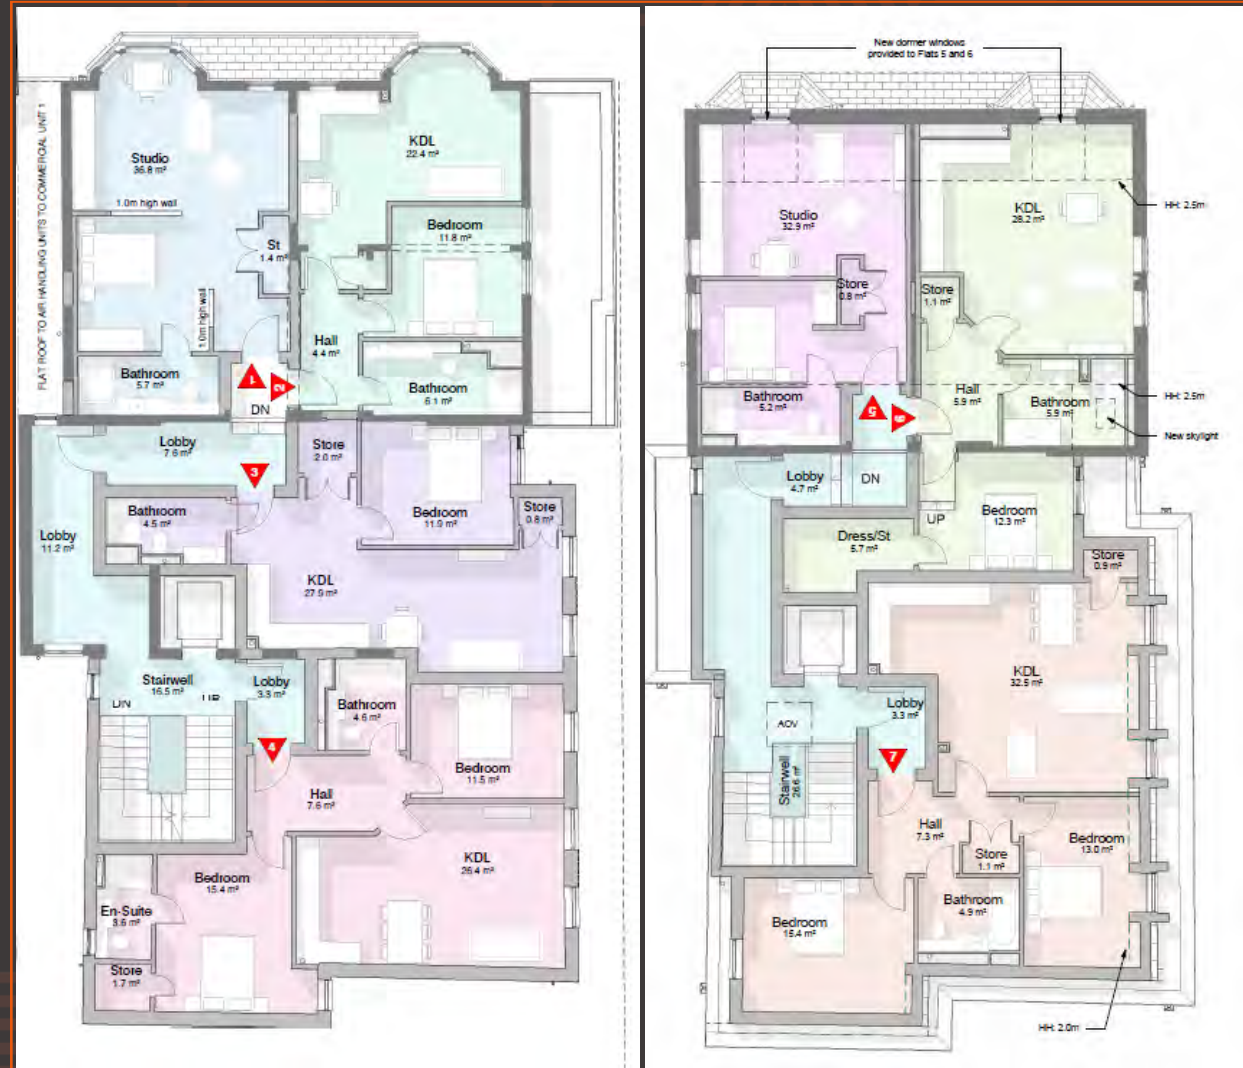 FLAT ROOF TO AIR HANDLING UNITS TO COMMERCIAL UNIT 1
Studio
36.8 m²
1.0m high wall
St
1.4 m²
1.0m high wall
Bathroom
5.7 m²
1
2
DN
KDL
22.4 m²
Bedroom
11.8 m²
Hall
4.4 m²
Bathroom
6.1 m²
Lobby
7.6 m²
3
Store
2.0 m²
Bedroom
11.9 m²
Store
0.8 m²
Bathroom
4.5 m²
Lobby
11.2 m²
KDL
27.9 m²
Stairwell
16.5 m²
DN
UP
Lobby
3.3 m²
4
Bathroom
4.6 m²
Bedroom
11.5 m²
Hall
7.6 m²
KDL
26.4 m²
Bedroom
15.4 m²
En-Suite
3.6 m²
Store
1.7 m²
New dormer windows
provided to Flats 5 and 6
Studio
32.9 m²
Store
0.8 m²
KDL
28.2 m²
HH: 2.5m
Store
1.1 m²
Bathroom
5.2 m²
5
6
Hall
5.9 m²
Bathroom
5.9 m²
HH: 2.5m
New skylight
Lobby
4.7 m²
DN
UP
Bedroom
12.3 m²
Dress/St
5.7 m²
Store
0.9 m²
KDL
32.5 m²
Lobby
3.3 m²
AOV
7
Stairwell
26.6 m²
Hall
7.3 m²
Store
1.1 m²
Bedroom
13.0 m²
Bathroom
4.9 m²
Bedroom
15.4 m²
HH: 2.0m